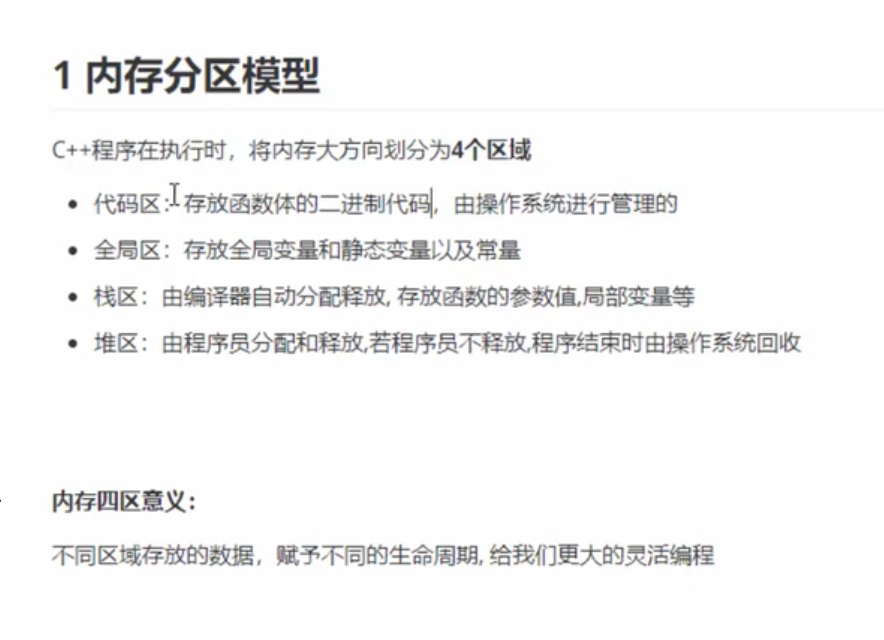 1 内存分区模型
C++程序在执行时，将内存大方向划分为4个区域
代码区：存放函数体的二进制代码，由操作系统进行管理的
全局区：存放全局变量和静态变量以及常量
栈区：由编译器自动分配释放, 存放函数的参数值,局部变量等
堆区：由程序员分配和释放,若程序员不释放,程序结束时由操作系统回收
内存四区意义：
不同区域存放的数据，赋予不同的生命周期, 给我们更大的灵活编程